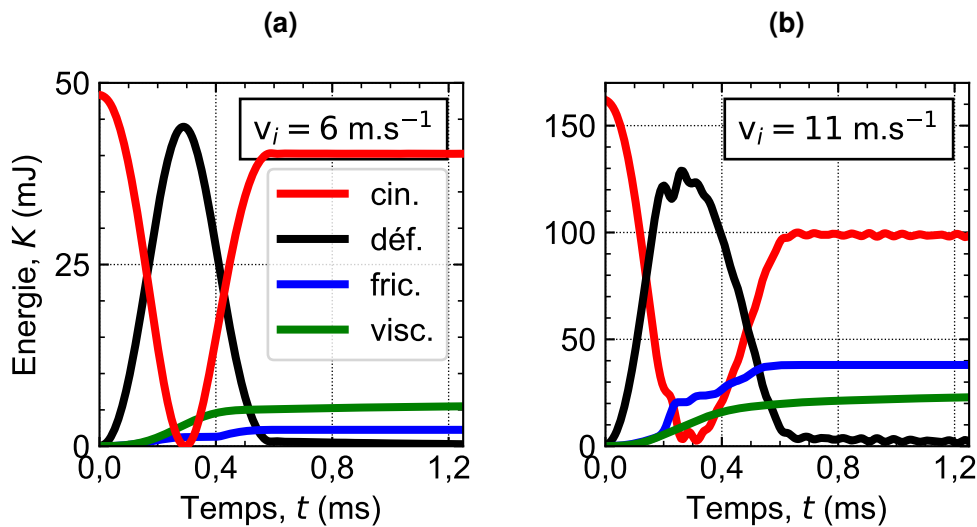 (a)
Energie, K (mJ)
50
25
0
v_i = 6 m.s⁻¹
cin.
déf.
fric.
visc.
0,0 0,4 0,8 1,2
Temps, t (ms)
(b)
150
100
50
0
v_i = 11 m.s⁻¹
0,0 0,4 0,8 1,2
Temps, t (ms)